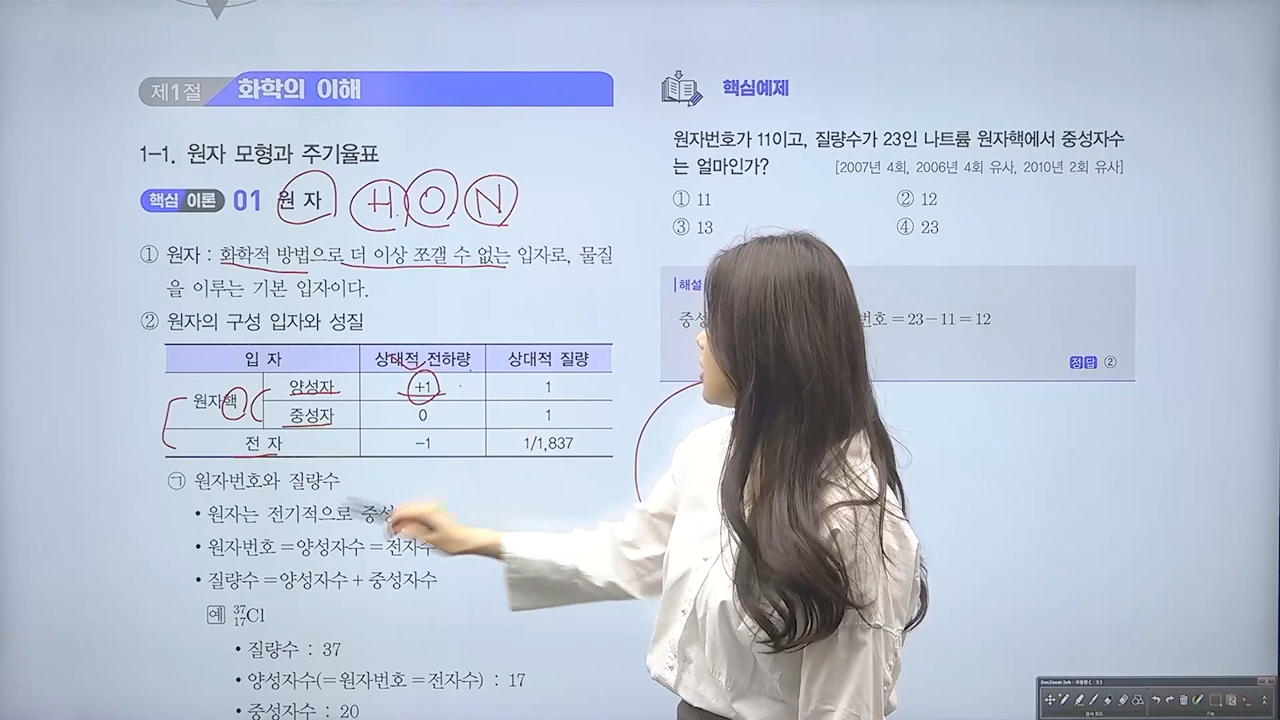 제1절 화학의 이해
1-1. 원자 모형과 주기율표
핵심 이론 01 원 자 H O N
① 원자 : 화학적 방법으로 더 이상 쪼갤 수 없는 입자로, 물질
을 이루는 기본 입자이다.
② 원자의 구성 입자와 성질
입 자 상대적 전하량 상대적 질량
원자핵 양성자 +1 1
중성자 0 1
전 자 -1 1/1,837
㉠ 원자번호와 질량수
• 원자는 전기적으로
• 원자번호 =양성자수 =전자수
• 질량수 =양성자수 + 중성자수
예 ³⁷₁₇Cl
• 질량수 : 37
• 양성자수(=원자번호 =전자수) : 17
• 중성자수 : 20
핵심예제
원자번호가 11이고, 질량수가 23인 나트륨 원자핵에서 중성자수
는 얼마인가? [2007년 4회, 2006년 4회 유사, 2010년 2회 유사]
① 11 ② 12
③ 13 ④ 23
해설
= 23 - 11 = 12
정답 ②